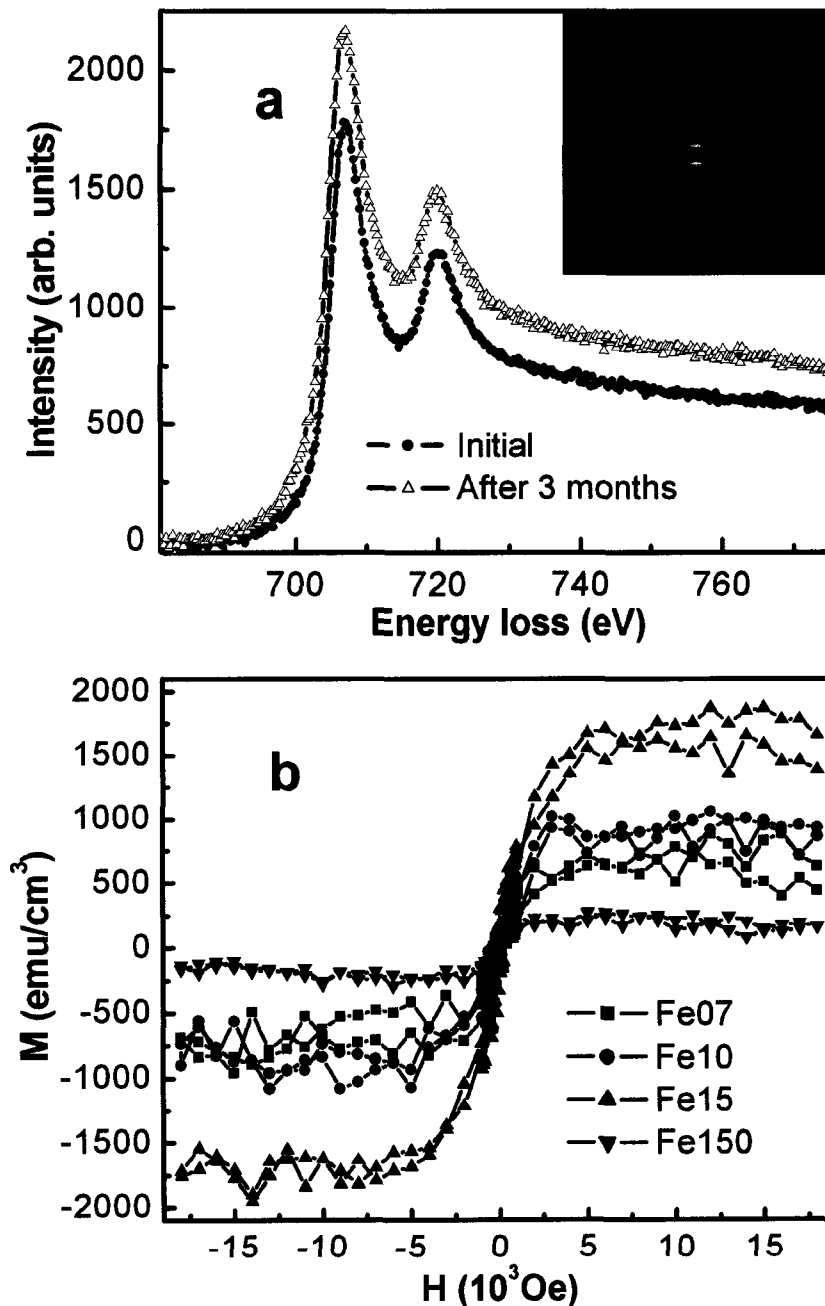 2000
1500
1000
500
0
Intensity (arb. units)
a
Initial
After 3 months
700 720 740 760
Energy loss (eV)
2000
1500
1000
500
0
-500
-1000
-1500
-2000
M (emu/cm³)
b
Fe07
Fe10
Fe15
Fe150
-15 -10 -5 0 5 10 15
H (10³Oe)